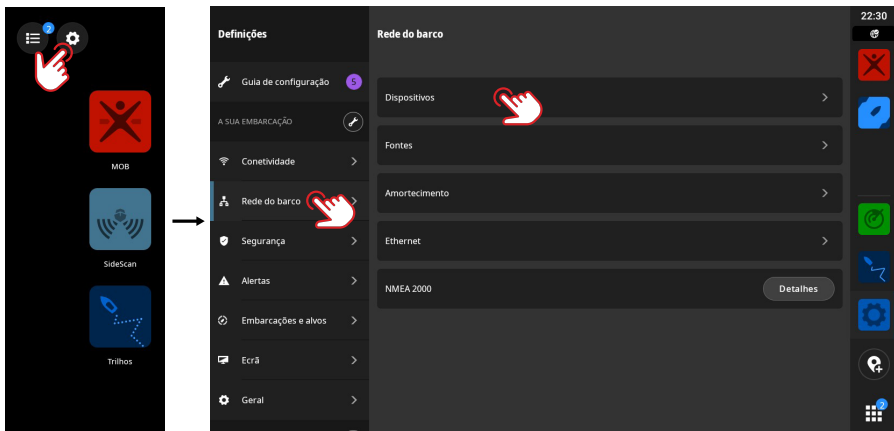 2
MOB
SideScan
Trilhos
Definições
Guia de configuração
5
A SUA EMBARCAÇÃO
Conetividade
Rede do barco
Segurança
Alertas
Embarcações e alvos
Ecrã
Geral
Rede do barco
Dispositivos
Fontes
Amortecimento
Ethernet
NMEA 2000
Detalhes
22:30
2